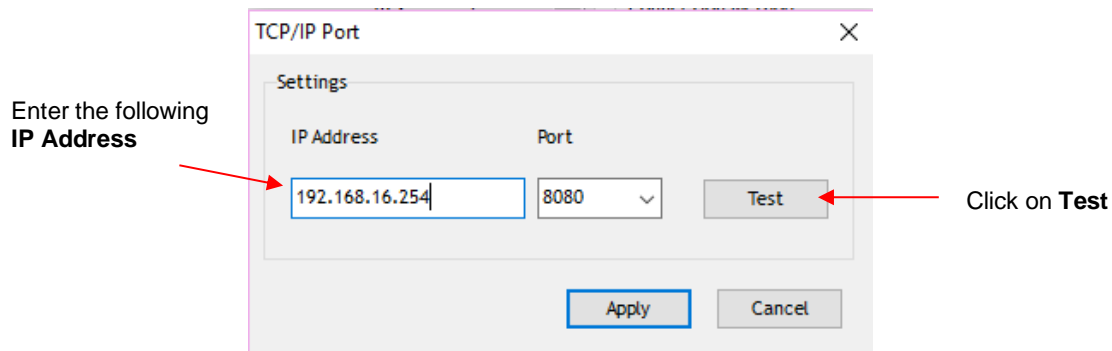 TCP/IP Port
Settings
Enter the following
IP Address
IP Address Port
192.168.16.254 8080 Test
Click on Test
Apply Cancel